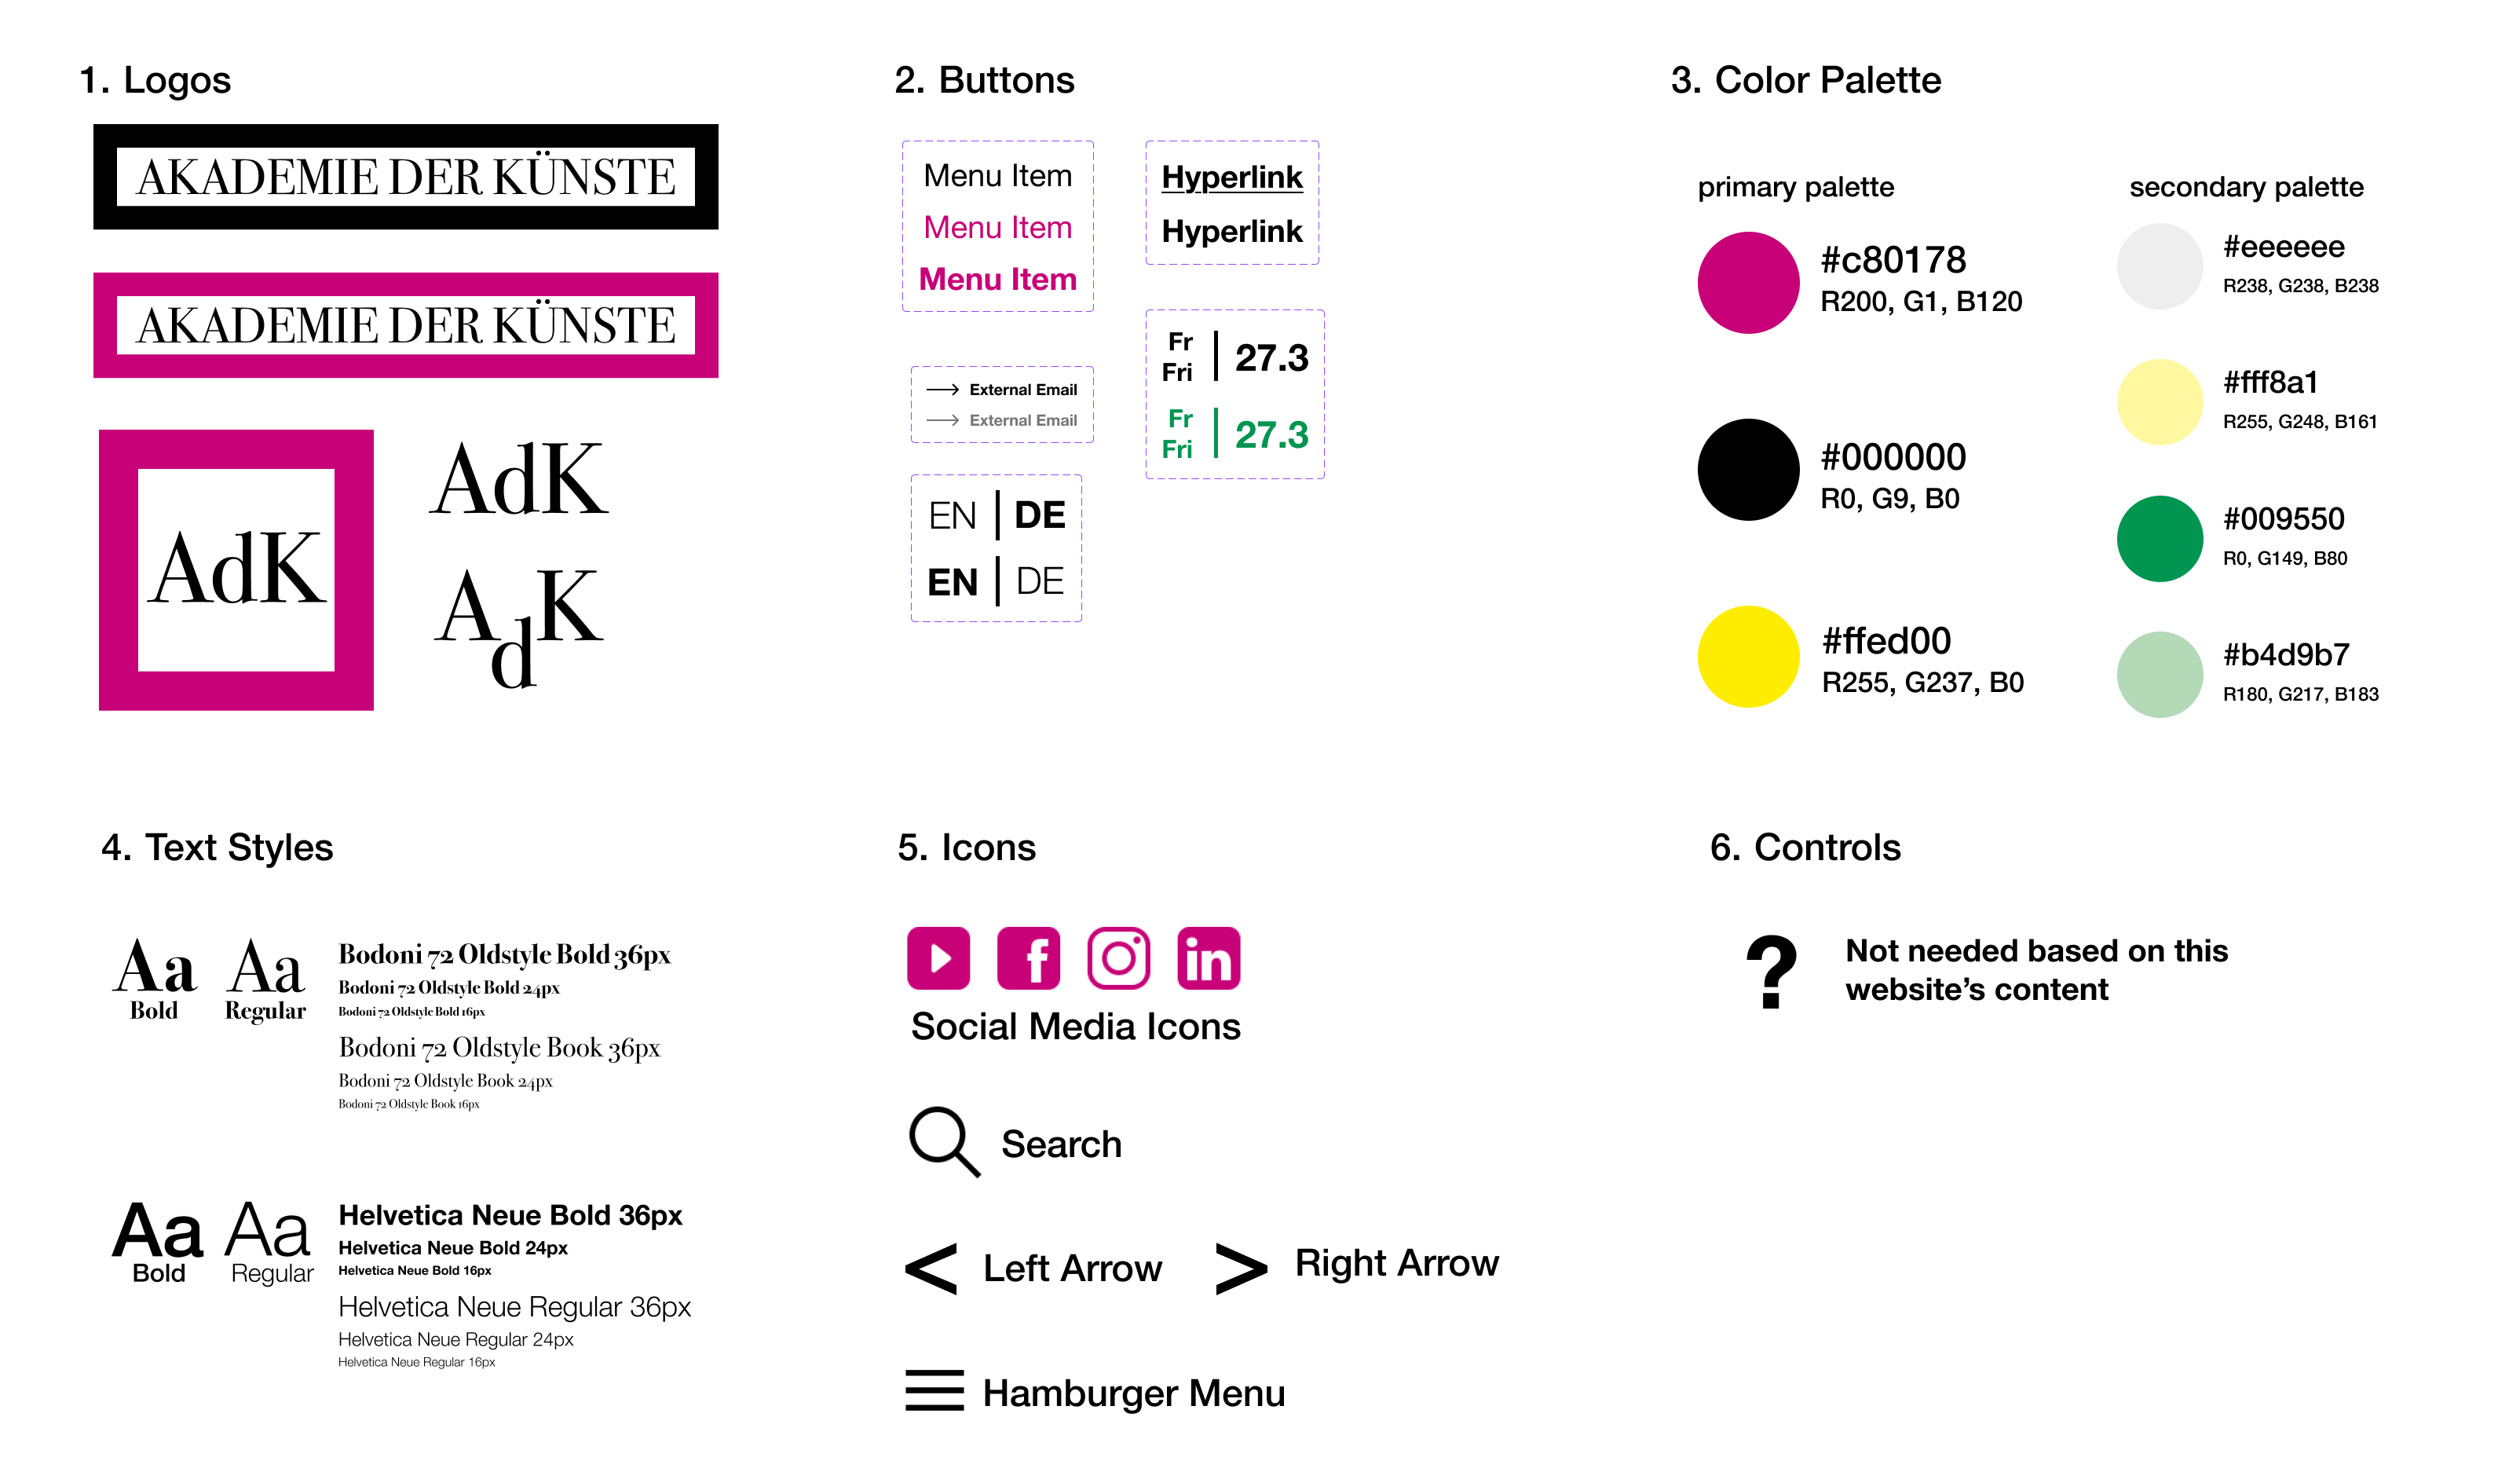 1. Logos
AKADEMIE DER KÜNSTE
AKADEMIE DER KÜNSTE
AdK
AdK
AdK
2. Buttons
Menu Item
Menu Item
Menu Item
Hyperlink
Hyperlink
External Email
External Email
Fr
Fri
27.3
Fr
Fri
27.3
EN | DE
EN | DE
3. Color Palette
primary palette
#c80178
R200, G1, B120
#000000
R0, G9, B0
#ffed00
R255, G237, B0
secondary palette
#eeeeee
R238, G238, B238
#fff8a1
R255, G248, B161
#009550
R0, G149, B80
#b4d9b7
R180, G217, B183
4. Text Styles
Aa
Bold
Aa
Regular
Bodoni 72 Oldstyle Bold 36px
Bodoni 72 Oldstyle Bold 24px
Bodoni 72 Oldstyle Bold 16px
Bodoni 72 Oldstyle Book 36px
Bodoni 72 Oldstyle Book 24px
Bodoni 72 Oldstyle Book 16px
Aa
Bold
Aa
Regular
Helvetica Neue Bold 36px
Helvetica Neue Bold 24px
Helvetica Neue Bold 16px
Helvetica Neue Regular 36px
Helvetica Neue Regular 24px
Helvetica Neue Regular 16px
5. Icons
f
in
Social Media Icons
Search
< Left Arrow
> Right Arrow
Hamburger Menu
6. Controls
?
Not needed based on this
website’s content